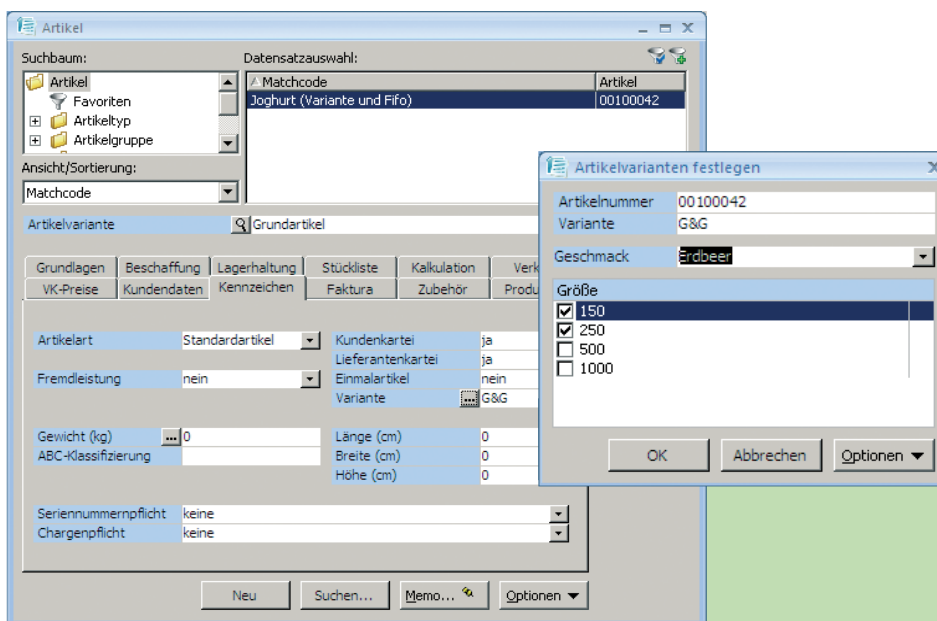 Artikel
Suchbaum:
Datensatzauswahl:
Artikel
Favoriten
Artikeltyp
Artikelgruppe
Matchcode Artikel
Joghurt (Variante und Fifo) 00100042
Ansicht/Sortierung:
Matchcode
Artikelvariante Grundartikel
Grundlagen Beschaffung Lagerhaltung Stückliste Kalkulation Verk
VK-Preise Kundendaten Kennzeichen Faktura Zubehör Produ
Artikelart Standardartikel
Fremdleistung nein
Kundenkartei ja
Lieferantenkartei ja
Einmalartikel nein
Variante ... G&G
Gewicht (kg) ... 0
ABC-Klassifizierung
Länge (cm) 0
Breite (cm) 0
Höhe (cm) 0
Seriennummernpflicht keine
Chargenpflicht keine
Neu Suchen... Memo... Optionen
Artikelvarianten festlegen
Artikelnummer 00100042
Variante G&G
Geschmack Erdbeer
Größe
150
250
500
1000
OK Abbrechen Optionen